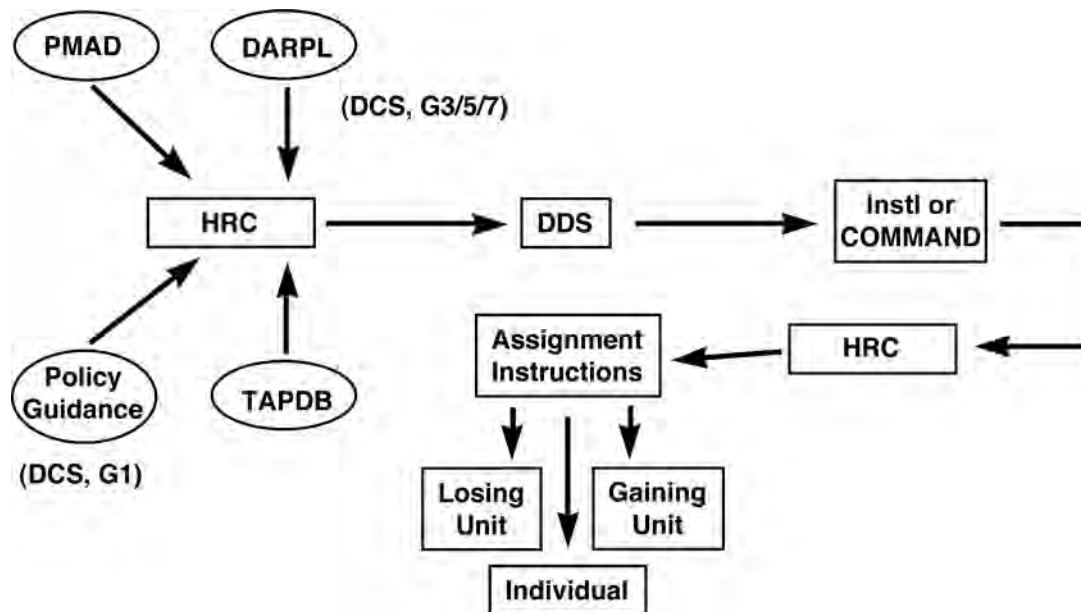 PMAD
DARPL
(DCS, G3/5/7)
HRC
DDS
Instl or
COMMAND
Assignment
Instructions
HRC
Policy
Guidance
TAPDB
(DCS, G1)
Losing
Unit
Gaining
Unit
Individual